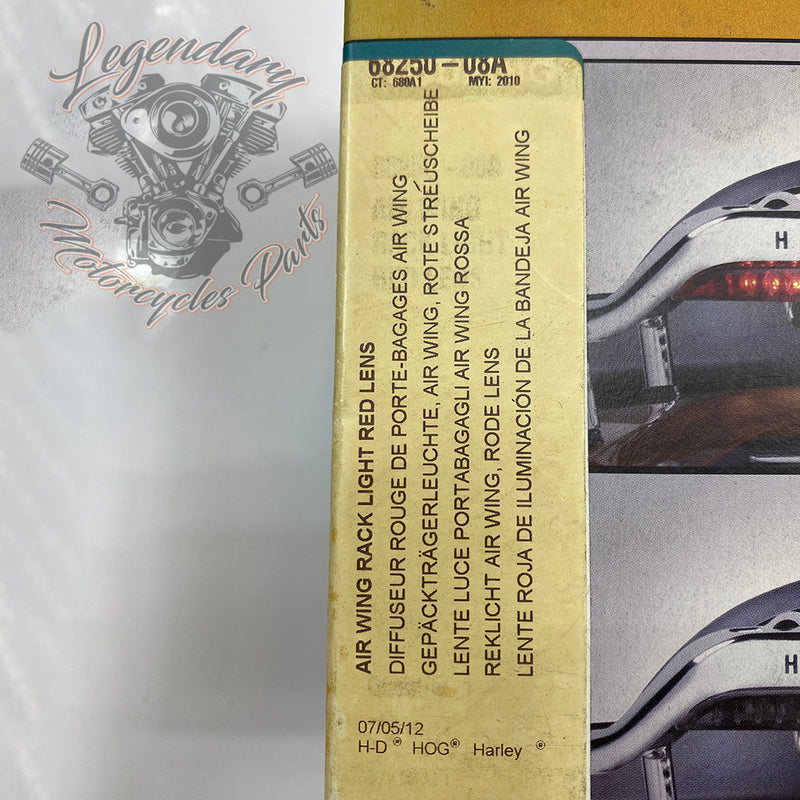 Legendary
Motorcycles Parts
68250-08A
CT: 680A1 MYI: 2010
AIR WING RACK LIGHT RED LENS
DIFFUSEUR ROUGE DE PORTE-BAGAGES AIR WING
GEPÄCKTRÄGERLEUCHTE, AIR WING, ROTE STREUSCHEIBE
LENTE LUCE PORTABAGAGLI AIR WING ROSSA
REKLICHT AIR WING, RODE LENS
LENTE ROJA DE ILUMINACIÓN DE LA BANDEJA AIR WING
07/05/12
H-D® HOG® Harley®
H
H